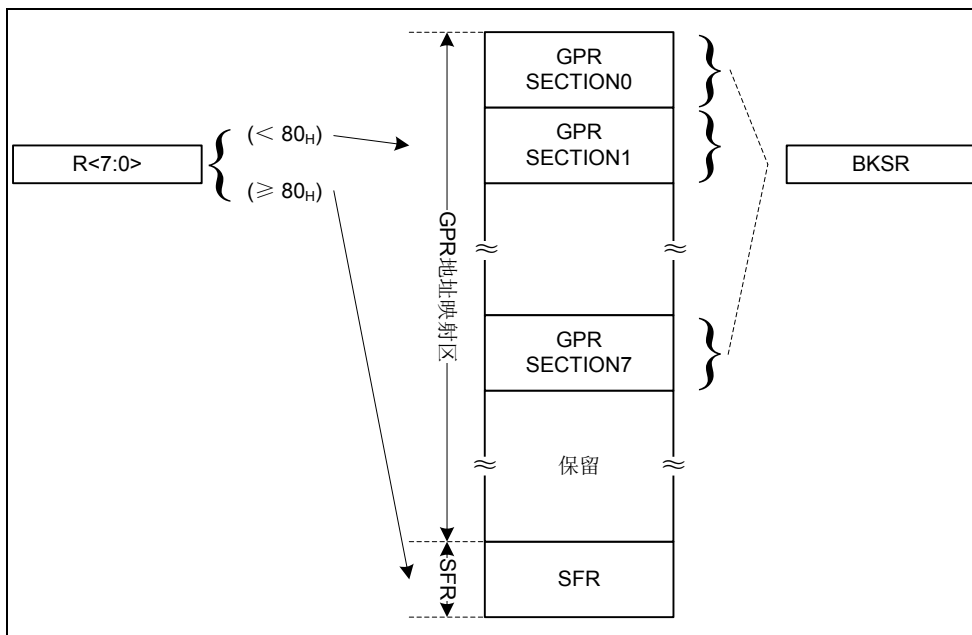 GPR
SECTION0
(< 80H)
GPR
SECTION1
R<7:0>
BKSR
(≥ 80H)
GPR地址映射区
GPR
SECTION7
保留
SFR
SFR